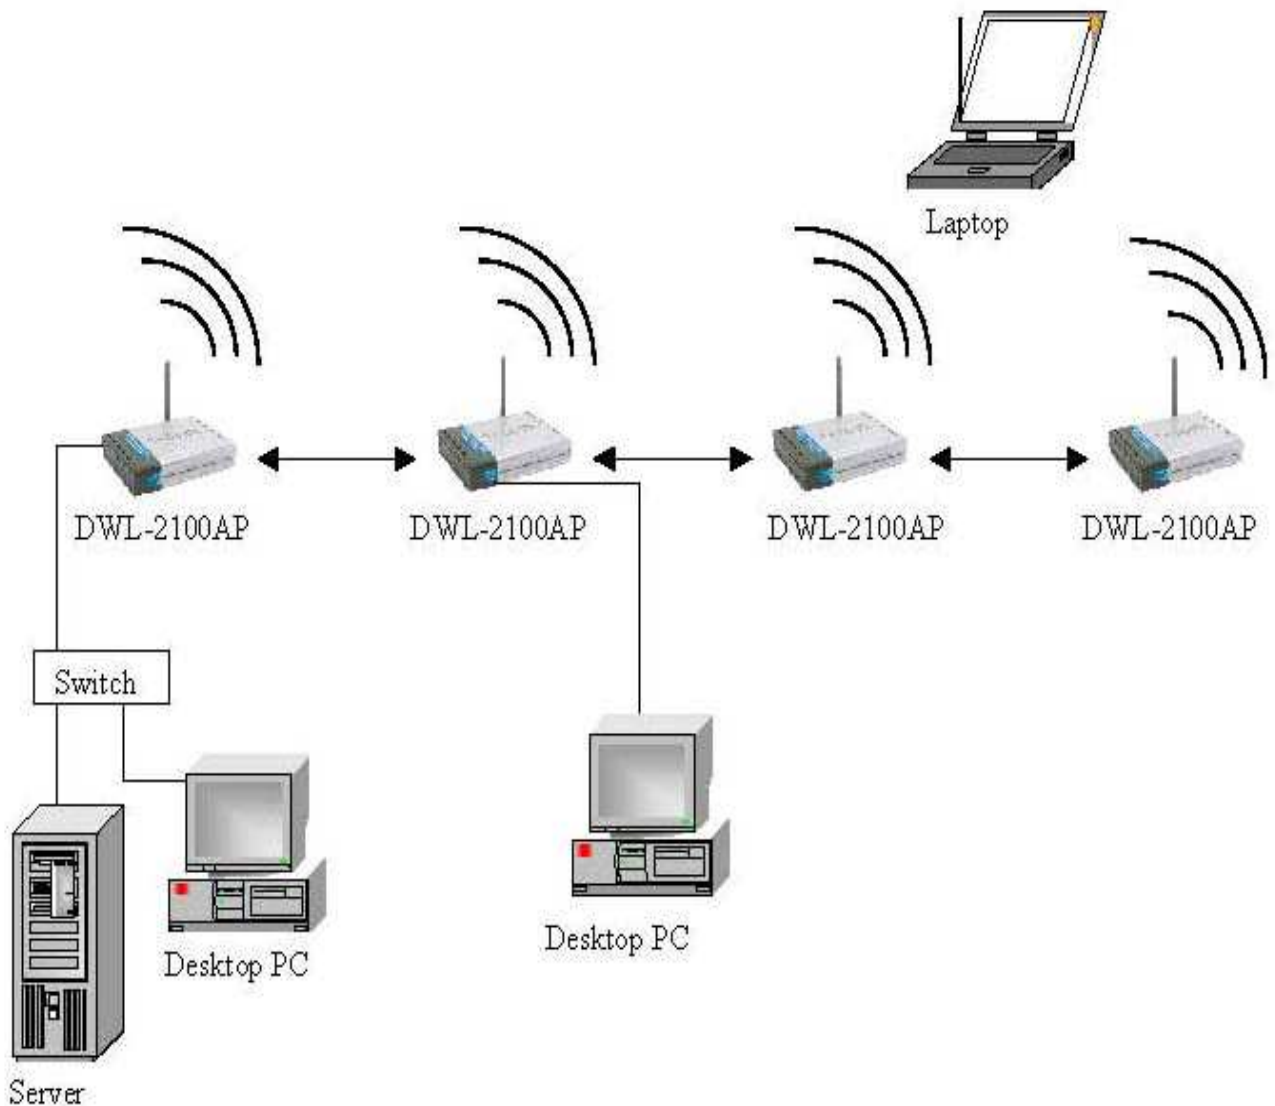 Laptop
DWL-2100AP
DWL-2100AP
DWL-2100AP
DWL-2100AP
Switch
Desktop PC
Desktop PC
Server